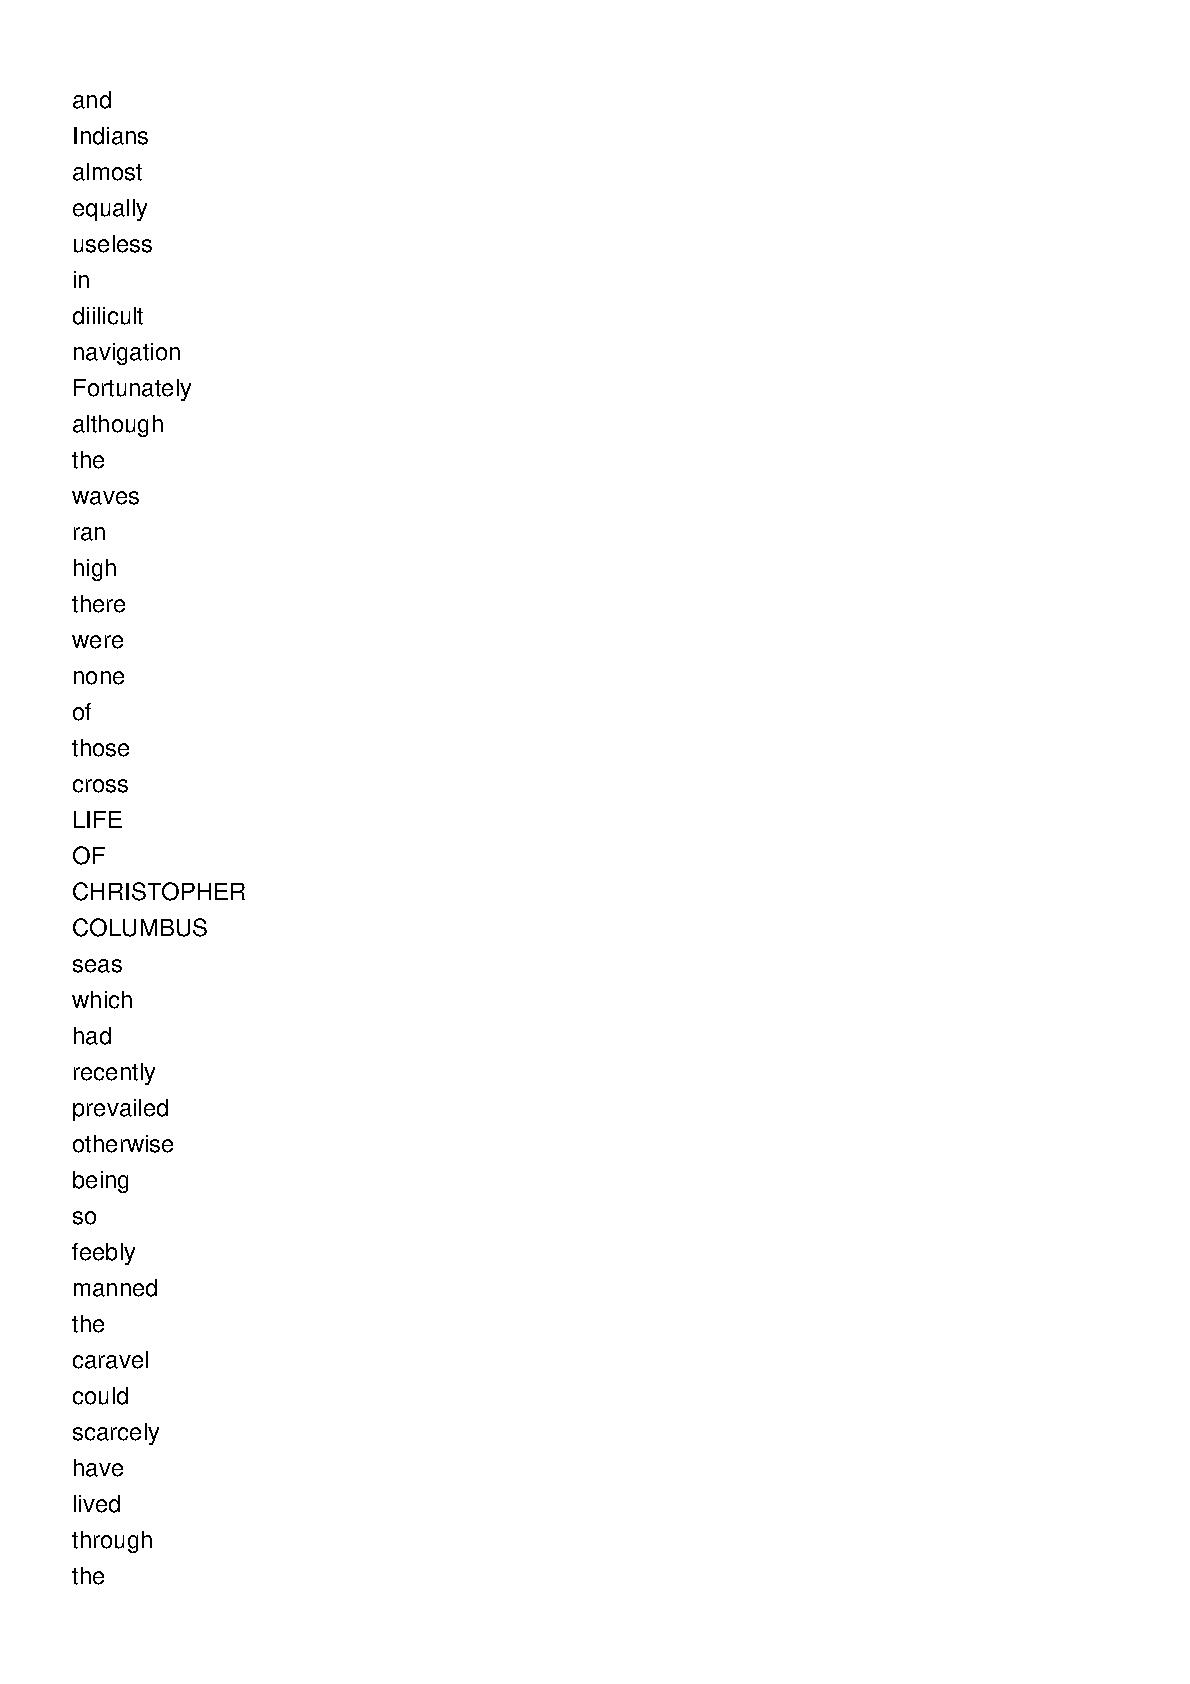 and
Indians
almost
equally
useless
in
diilicult
navigation
Fortunately
although
the
waves
ran
high
there
were
none
of
those
cross
LIFE
OF
CHRISTOPHER
COLUMBUS
seas
which
had
recently
prevailed
otherwise
being
so
feebly
manned
the
caravel
could
scarcely
have
lived
through
the